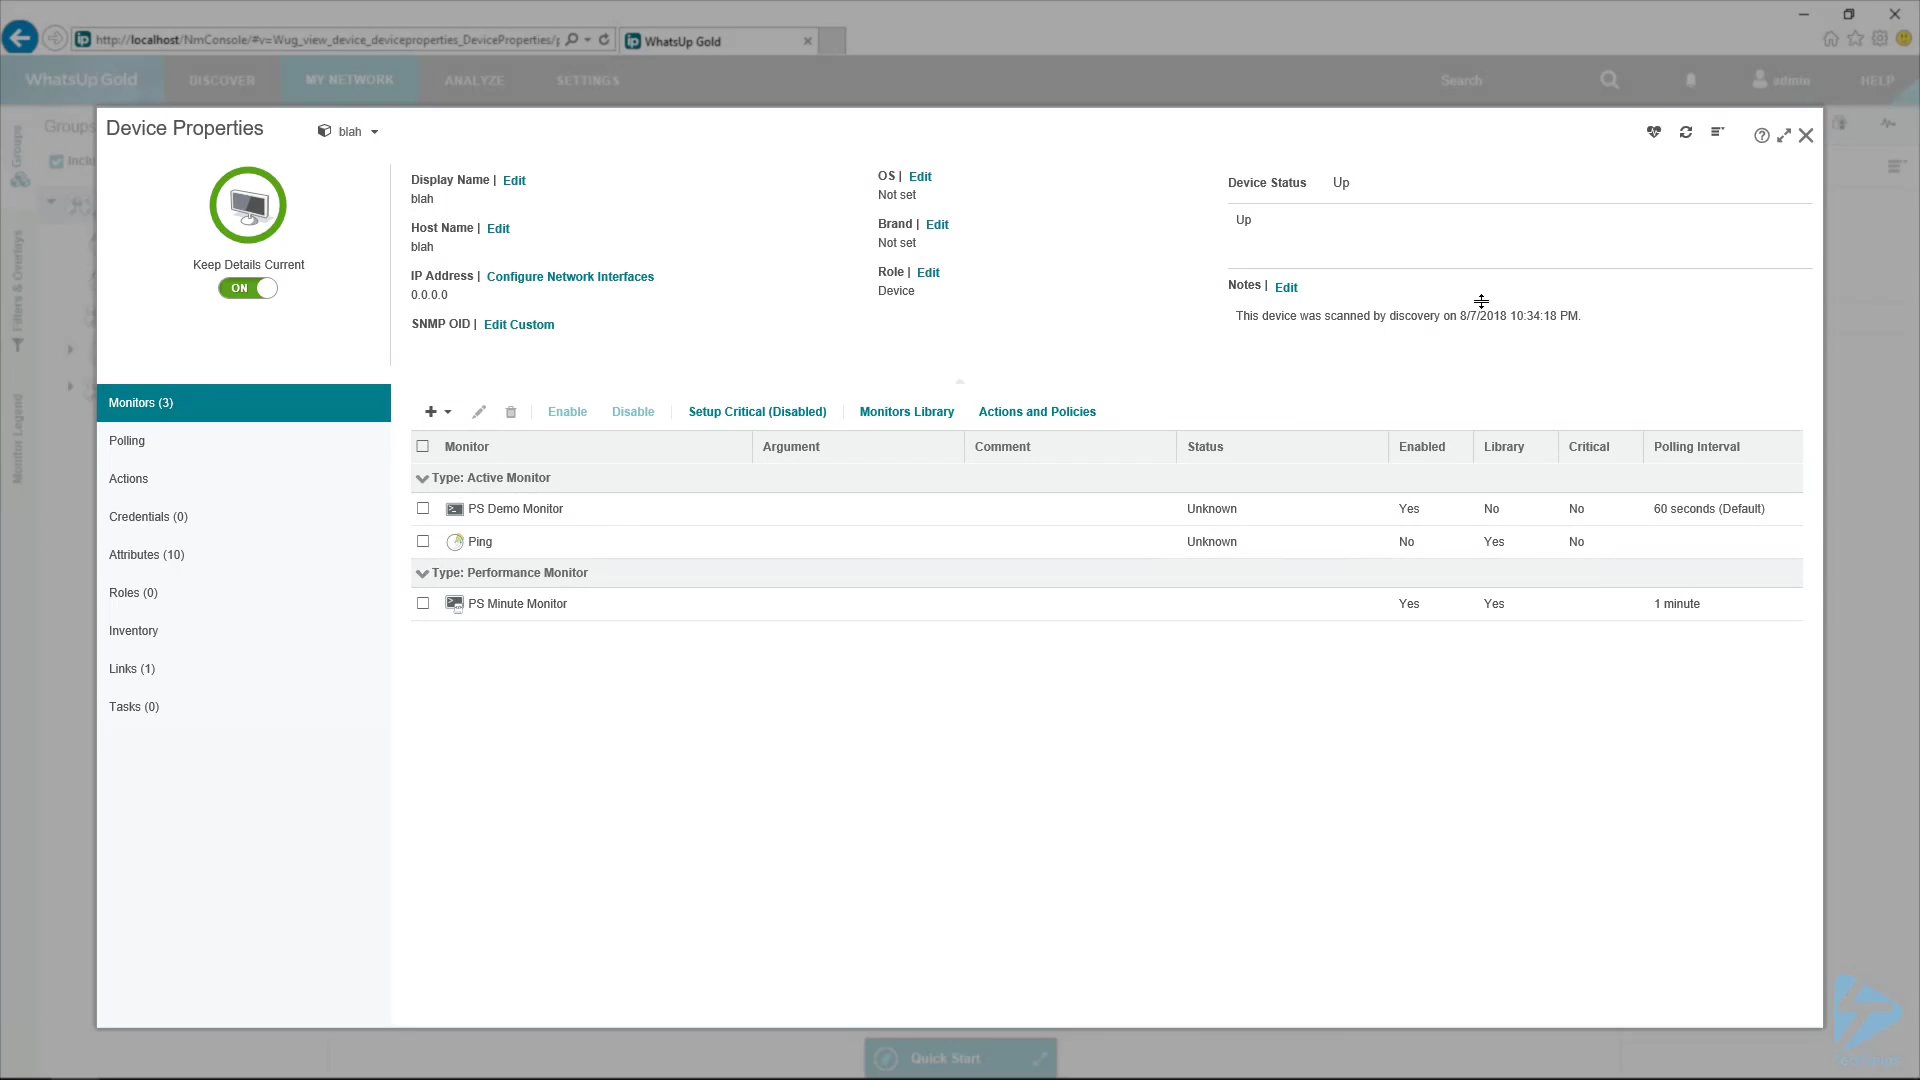 http://localhost/NmConsole/#v=Wug_view_device_deviceproperties_DeviceProperties/
WhatsUp Gold
WhatsUp Gold
DISCOVER
MY NETWORK
ANALYZE
SETTINGS
Search
admin
HELP
Groups
Groups
Filters & Overlays
Monitor Legend
Device Properties
blah
Keep Details Current
ON
Display Name | Edit
blah
Host Name | Edit
blah
IP Address | Configure Network Interfaces
0.0.0.0
SNMP OID | Edit Custom
OS | Edit
Not set
Brand | Edit
Not set
Role | Edit
Device
Device Status Up
Up
Notes | Edit
This device was scanned by discovery on 8/7/2018 10:34:18 PM.
Monitors (3)
Polling
Actions
Credentials (0)
Attributes (10)
Roles (0)
Inventory
Links (1)
Tasks (0)
Enable Disable Setup Critical (Disabled) Monitors Library Actions and Policies
Monitor Argument Comment Status Enabled Library Critical Polling Interval
Type: Active Monitor
PS Demo Monitor Unknown Yes No No 60 seconds (Default)
Ping Unknown No Yes No
Type: Performance Monitor
PS Minute Monitor Yes Yes 1 minute
Quick Start